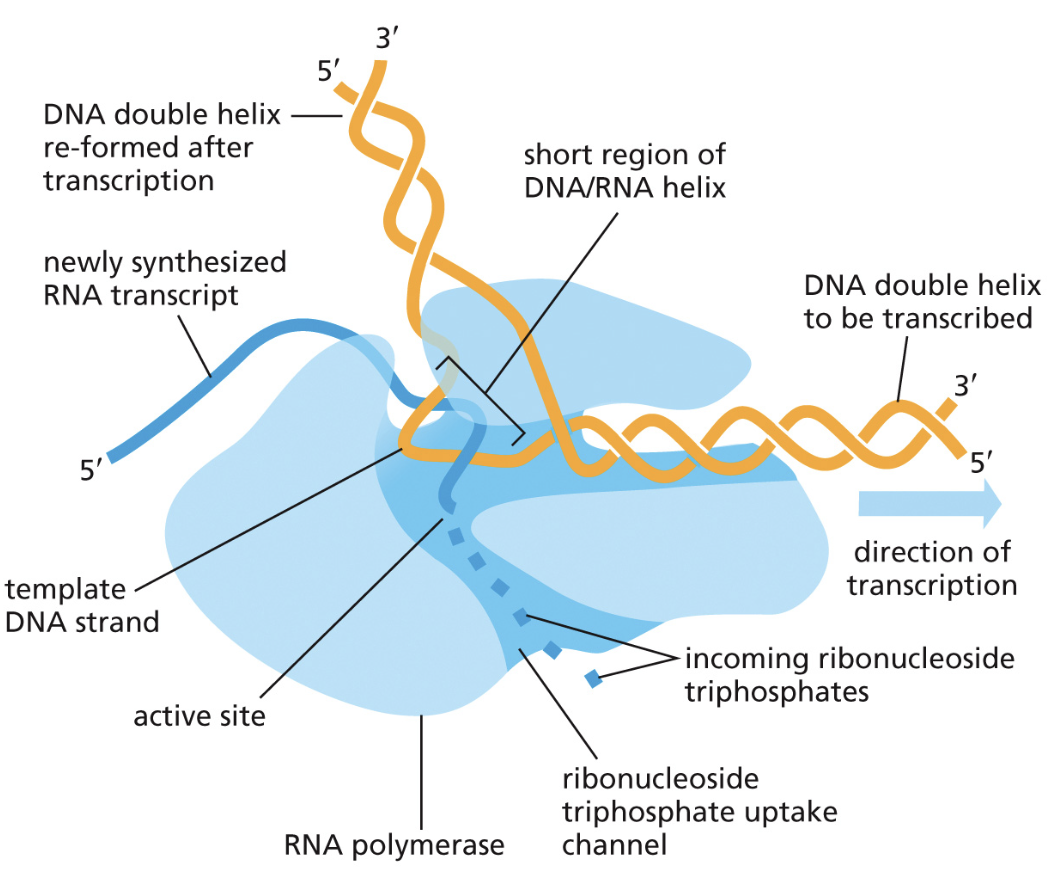 3′
5′
DNA double helix
re-formed after
transcription
short region of
DNA/RNA helix
newly synthesized
RNA transcript
DNA double helix
to be transcribed
3′
5′
5′
direction of
transcription
template
DNA strand
incoming ribonucleoside
triphosphates
active site
ribonucleoside
triphosphate uptake
channel
RNA polymerase